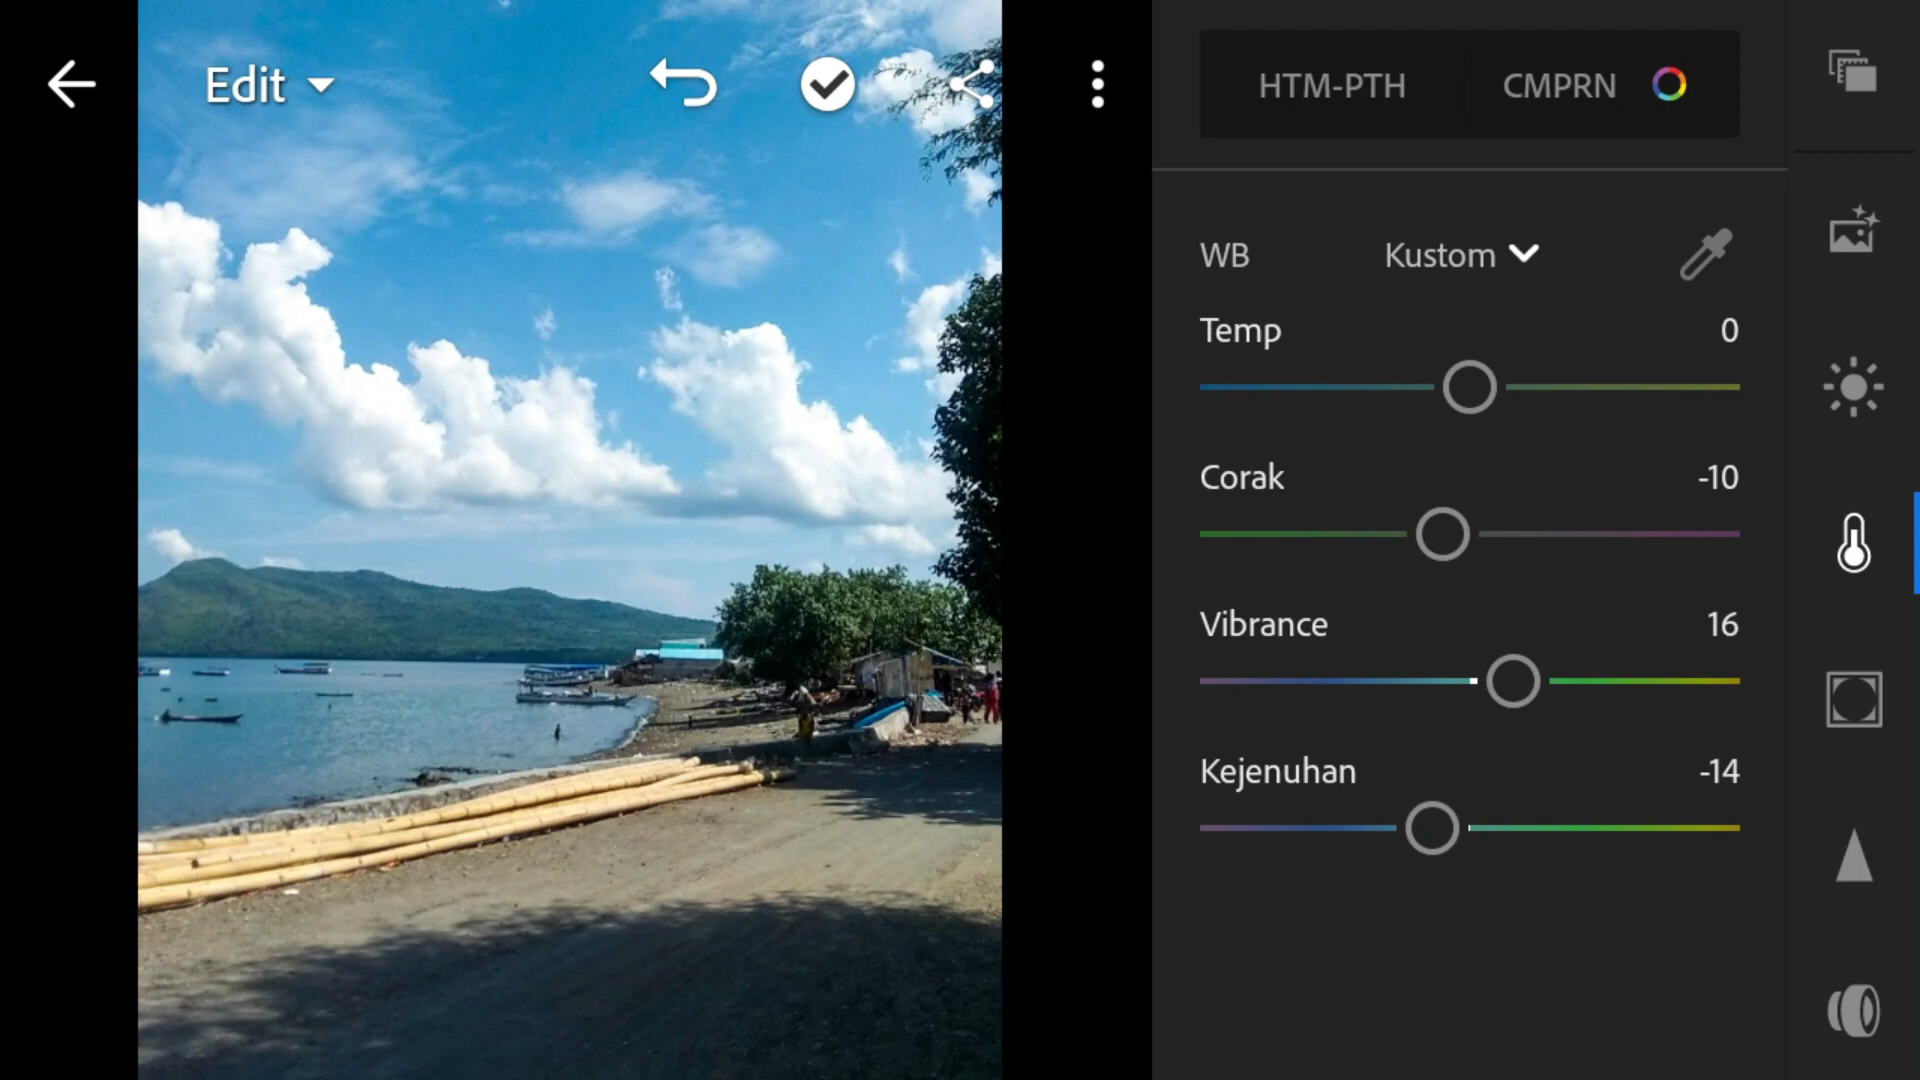 Edit
HTM-PTH CMPRN
WB Kustom
Temp 0
Corak -10
Vibrance 16
Kejenuhan -14